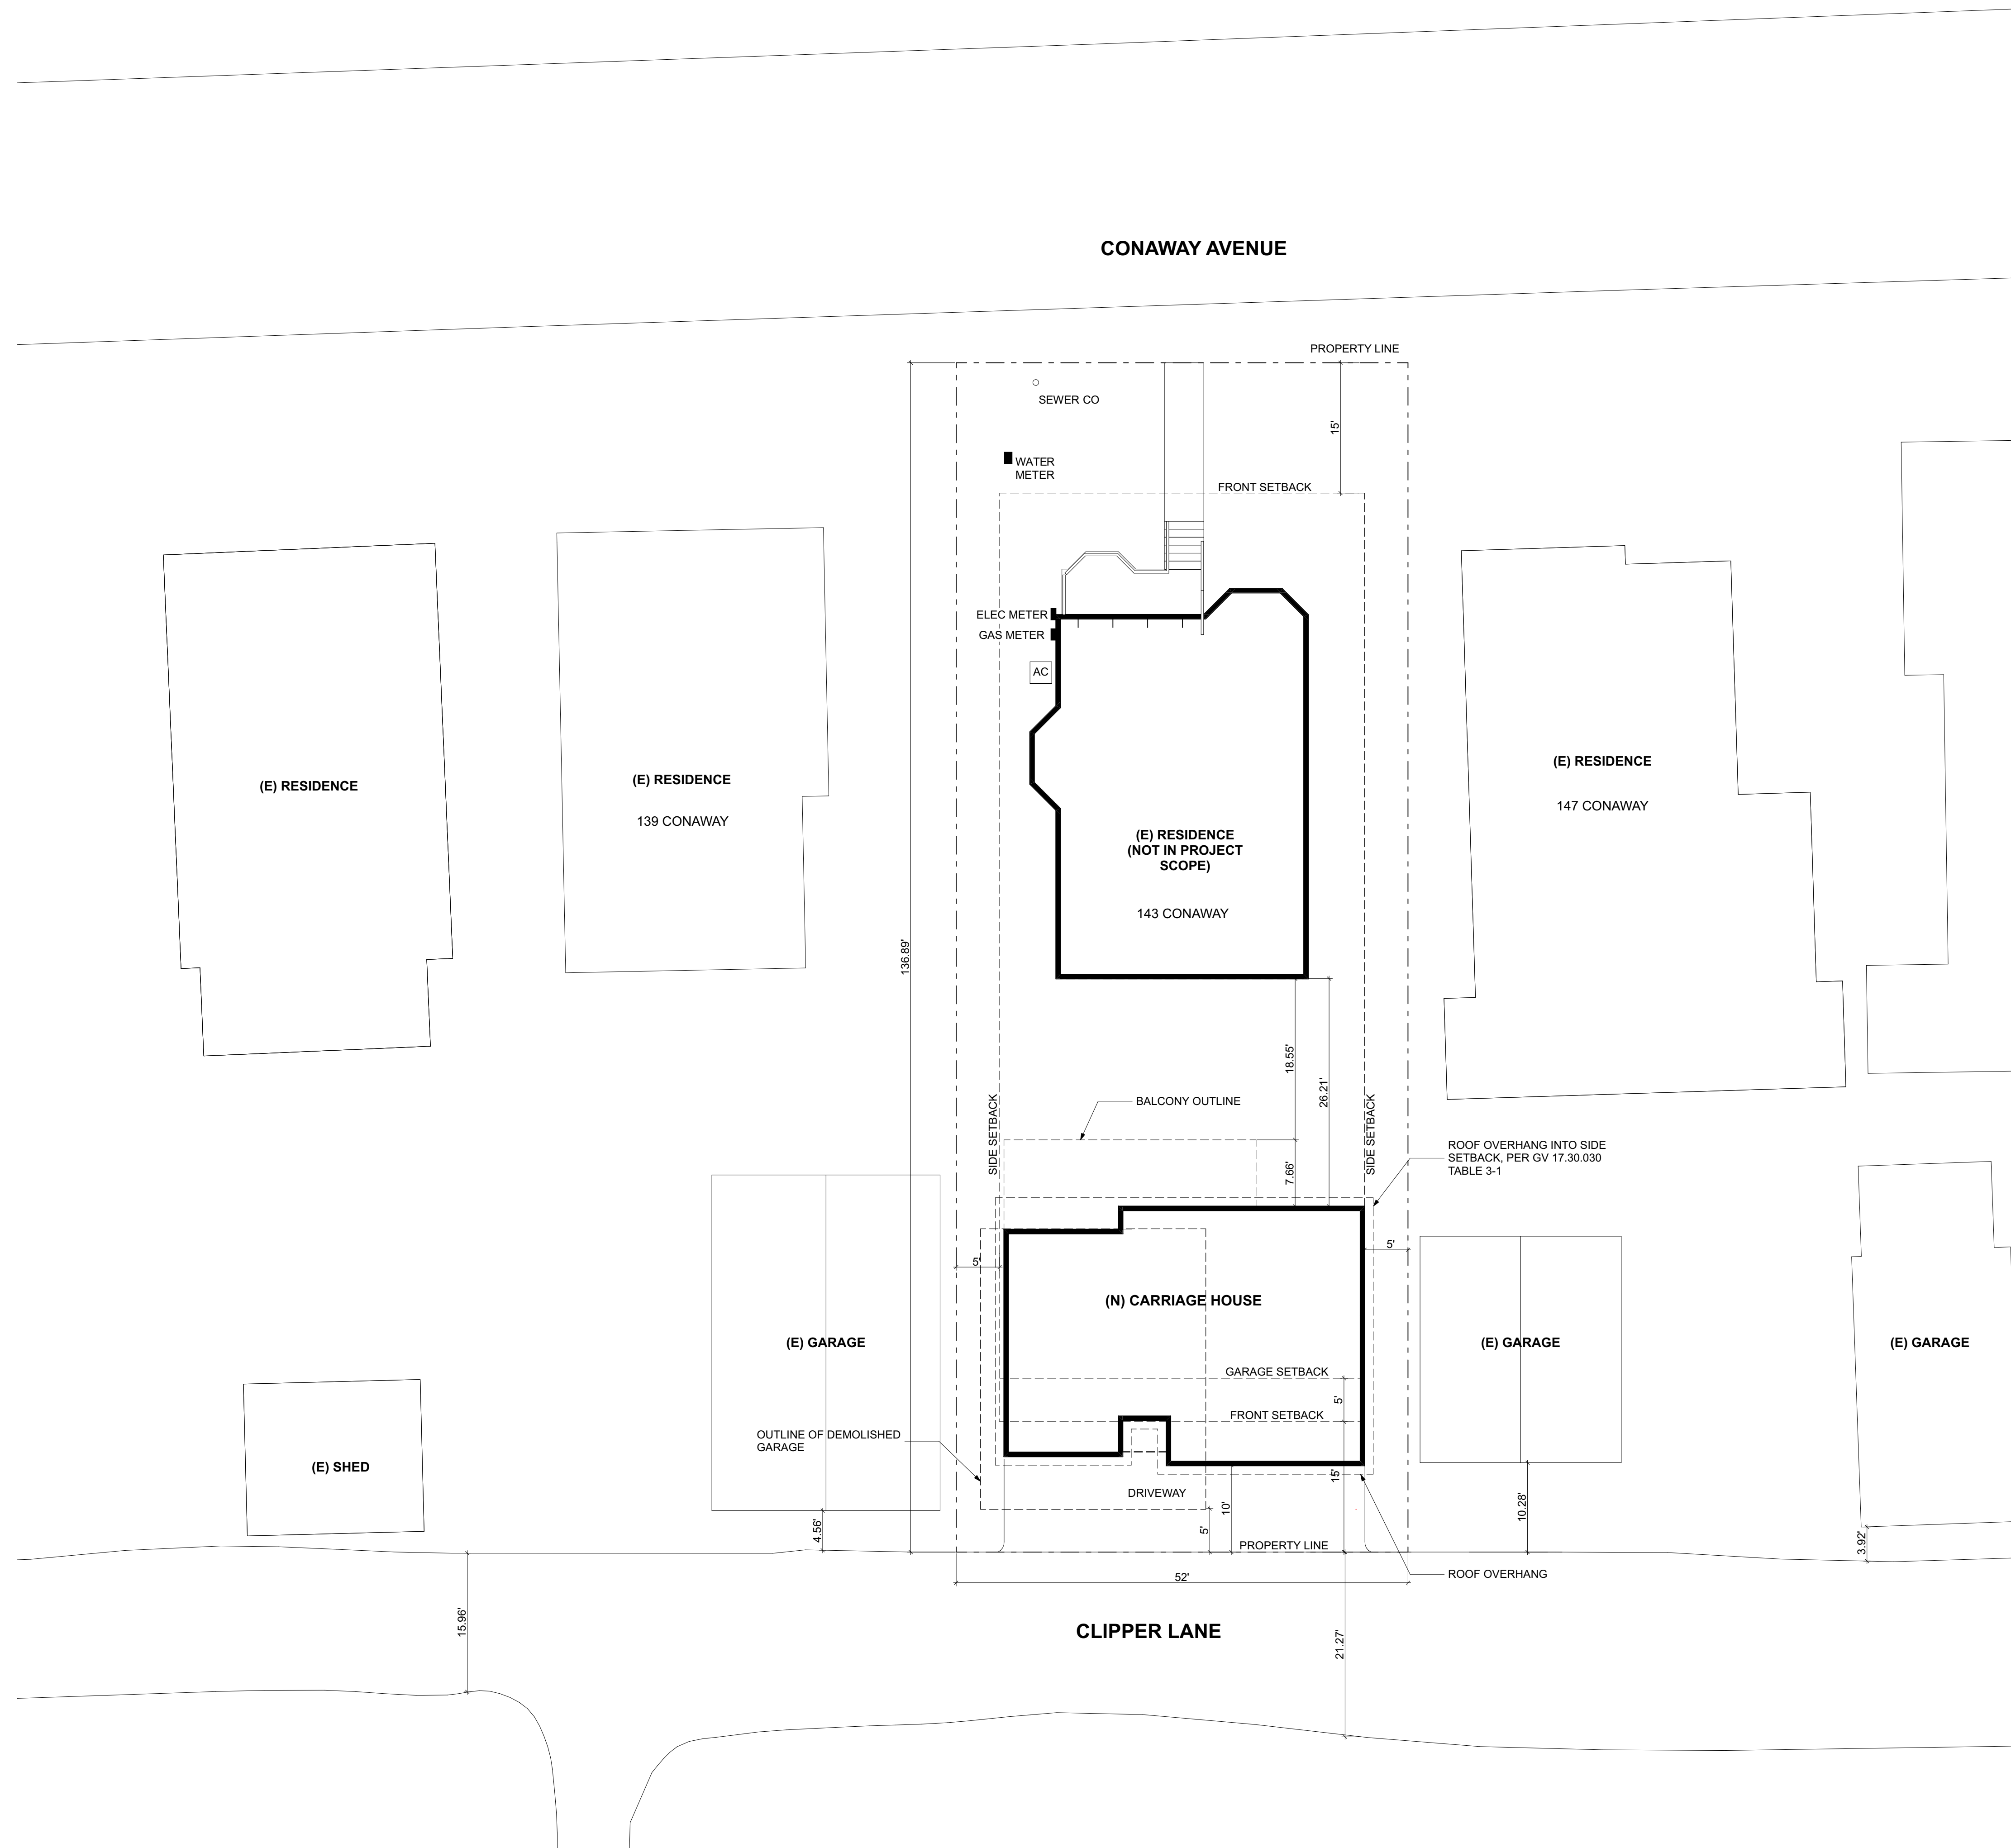 CONAWAY AVENUE
PROPERTY LINE
SEWER CO
15'
WATER
METER
FRONT SETBACK
ELEC METER
GAS METER
AC
(E) RESIDENCE
(E) RESIDENCE
139 CONAWAY
(E) RESIDENCE
(NOT IN PROJECT
SCOPE)
143 CONAWAY
(E) RESIDENCE
147 CONAWAY
136.89'
18.55'
26.21'
BALCONY OUTLINE
SIDE SETBACK
SIDE SETBACK
7.66'
ROOF OVERHANG INTO SIDE
SETBACK, PER GV 17.30.030
TABLE 3-1
5'
5'
(N) CARRIAGE HOUSE
(E) GARAGE
(E) GARAGE
(E) GARAGE
GARAGE SETBACK
5'
FRONT SETBACK
OUTLINE OF DEMOLISHED
GARAGE
(E) SHED
15'
DRIVEWAY
10'
5'
4.56'
10.28'
3.92'
PROPERTY LINE
52'
ROOF OVERHANG
15.96'
CLIPPER LANE
21.27'